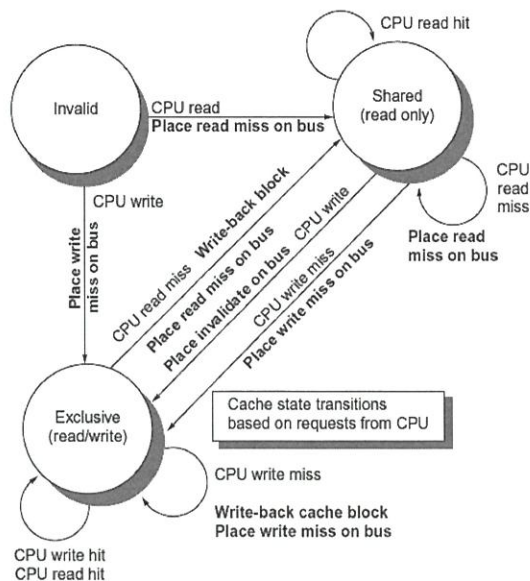 CPU read hit
Invalid
Shared
(read only)
CPU read
Place read miss on bus
CPU write
Place write
miss on bus
CPU
read
miss
Place read
miss on bus
CPU read miss
Write-back block
Place read miss on bus
Place invalidate on bus
CPU write
CPU write miss
Place write miss on bus
Exclusive
(read/write)
Cache state transitions
based on requests from CPU
CPU write miss
Write-back cache block
Place write miss on bus
CPU write hit
CPU read hit